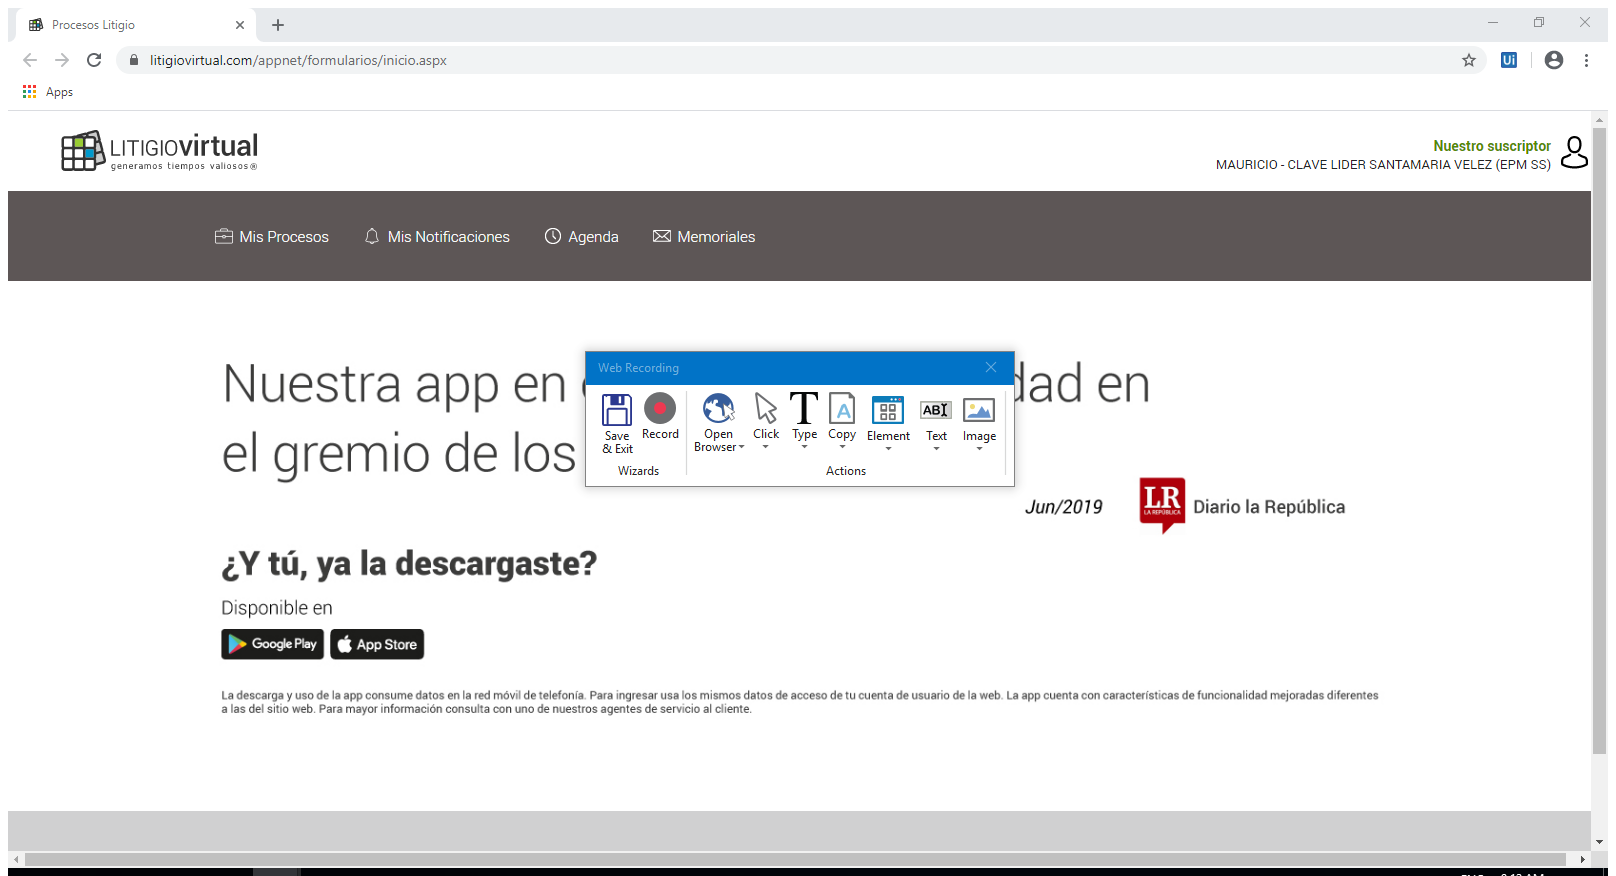 Procesos Litigio
litigiovirtual.com/appnet/formularios/inicio.aspx
Ui
Apps
LITIGIOvirtual
generamos tiempos valiosos®
Nuestro suscriptor
MAURICIO - CLAVE LIDER SANTAMARIA VELEZ (EPM SS)
Mis Procesos
Mis Notificaciones
Agenda
Memoriales
Nuestra app en
dad en
el gremio de los
Web Recording
Save & Exit
Record
Open Browser
Click
Type
Copy
Element
Text
Image
Wizards
Actions
Jun/2019
LR
LA REPÚBLICA
Diario la República
¿Y tú, ya la descargaste?
Disponible en
Google Play
App Store
La descarga y uso de la app consume datos en la red móvil de telefonía. Para ingresar usa los mismos datos de acceso de tu cuenta de usuario de la web. La app cuenta con características de funcionalidad mejoradas diferentes
a las del sitio web. Para mayor información consulta con uno de nuestros agentes de servicio al cliente.